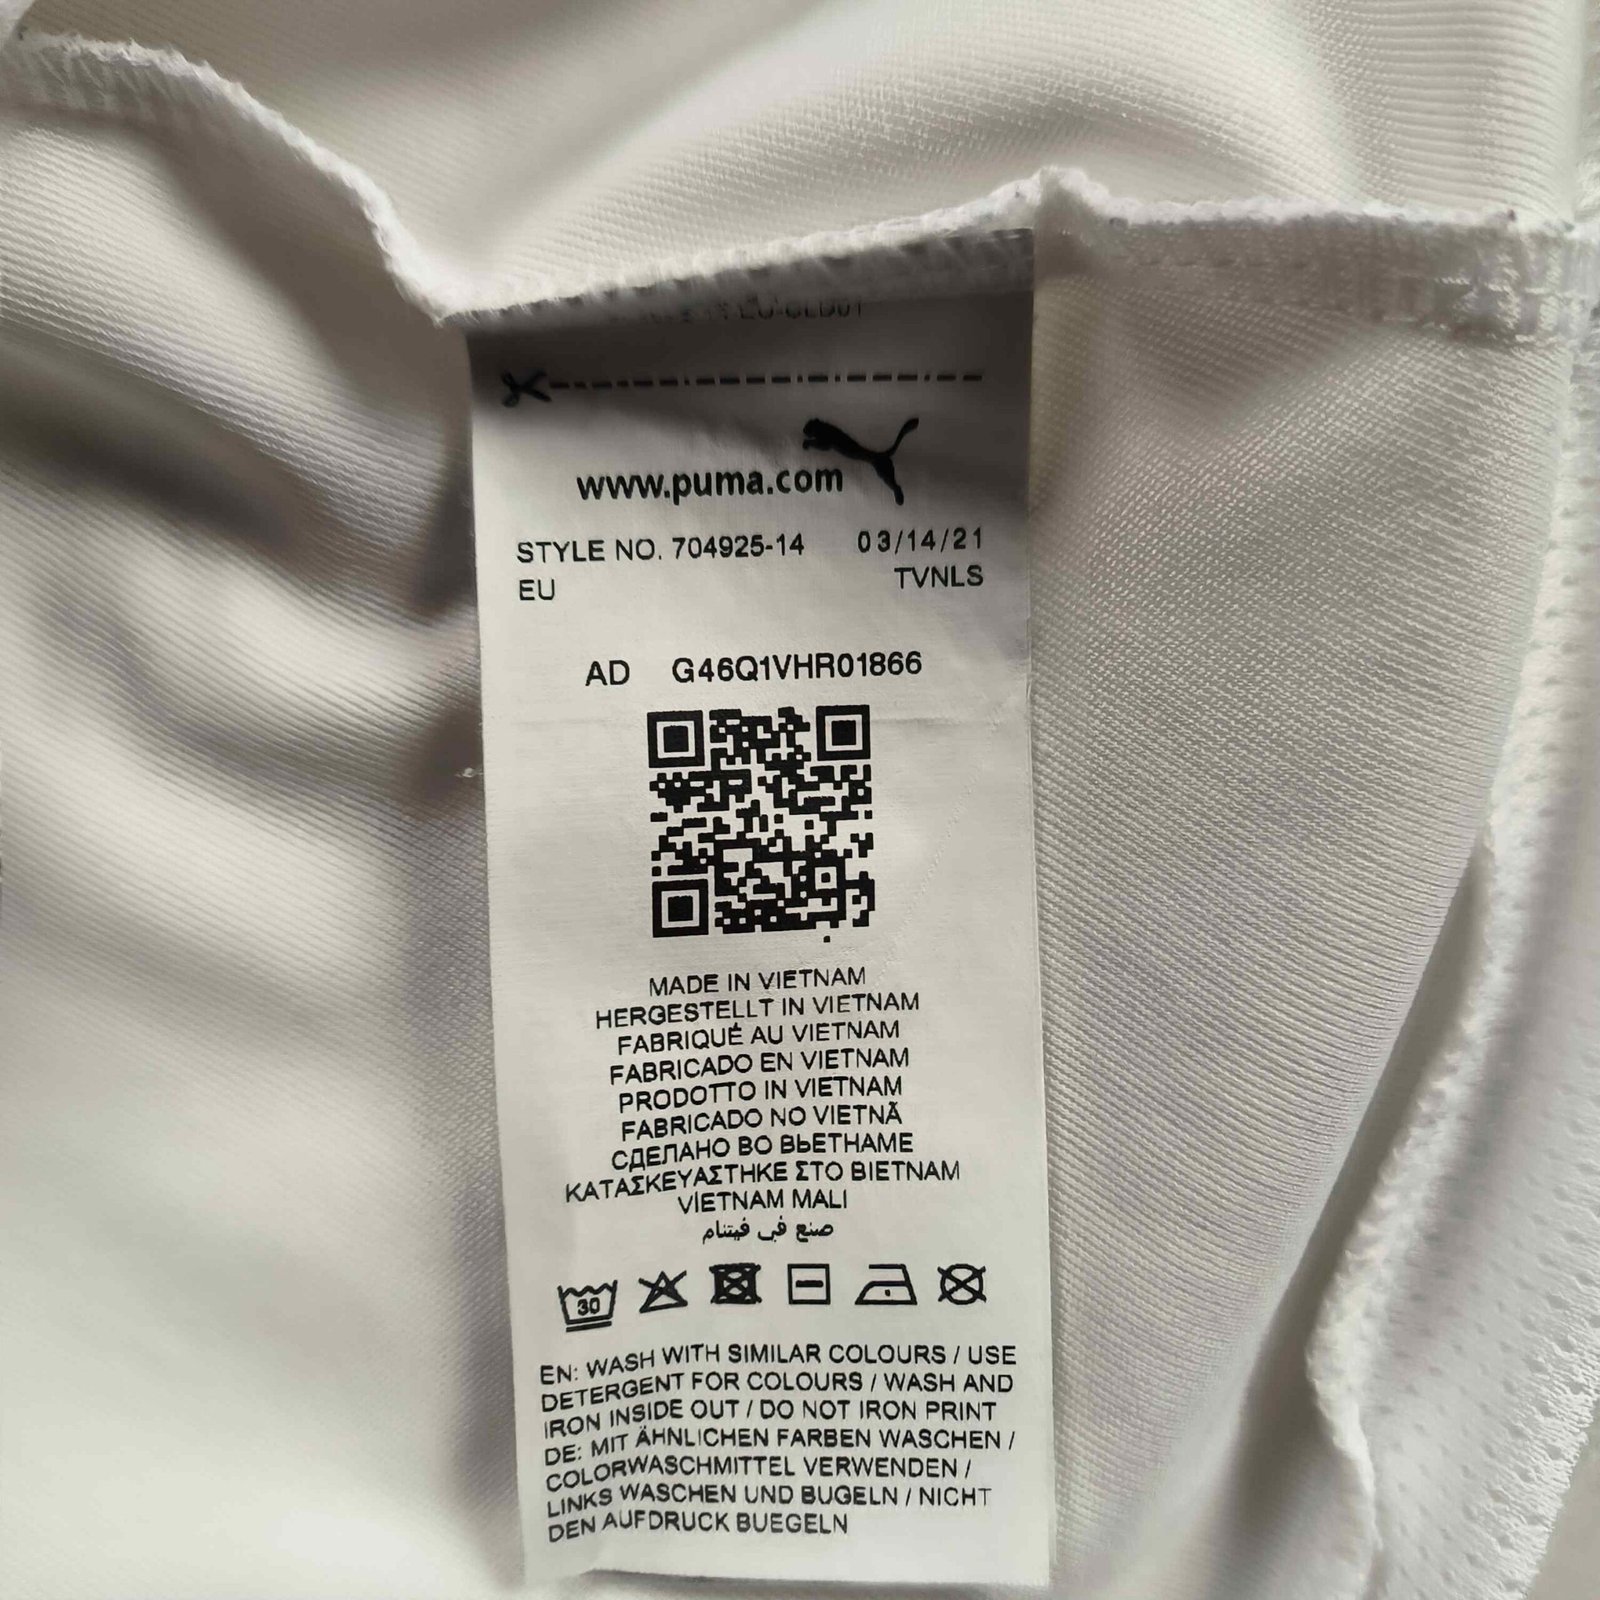 www.puma.com
STYLE NO. 704925-14 03/14/21
EU TVNLS
AD G46Q1VHR01866
MADE IN VIETNAM
HERGESTELLT IN VIETNAM
FABRIQUÉ AU VIETNAM
FABRICADO EN VIETNAM
PRODOTTO IN VIETNAM
FABRICADO NO VIETNÃ
СДЕЛАНО ВО ВЬЕТНАМЕ
ΚΑΤΑΣΚΕΥΑΣΤΗΚΕ ΣΤΟ ΒΙΕΤΝΑΜ
VIETNAM MALI
صنع في فيتنام
30
EN: WASH WITH SIMILAR COLOURS / USE
DETERGENT FOR COLOURS / WASH AND
IRON INSIDE OUT / DO NOT IRON PRINT
DE: MIT ÄHNLICHEN FARBEN WASCHEN /
COLORWASCHMITTEL VERWENDEN /
LINKS WASCHEN UND BUGELN / NICHT
DEN AUFDRUCK BUEGELN